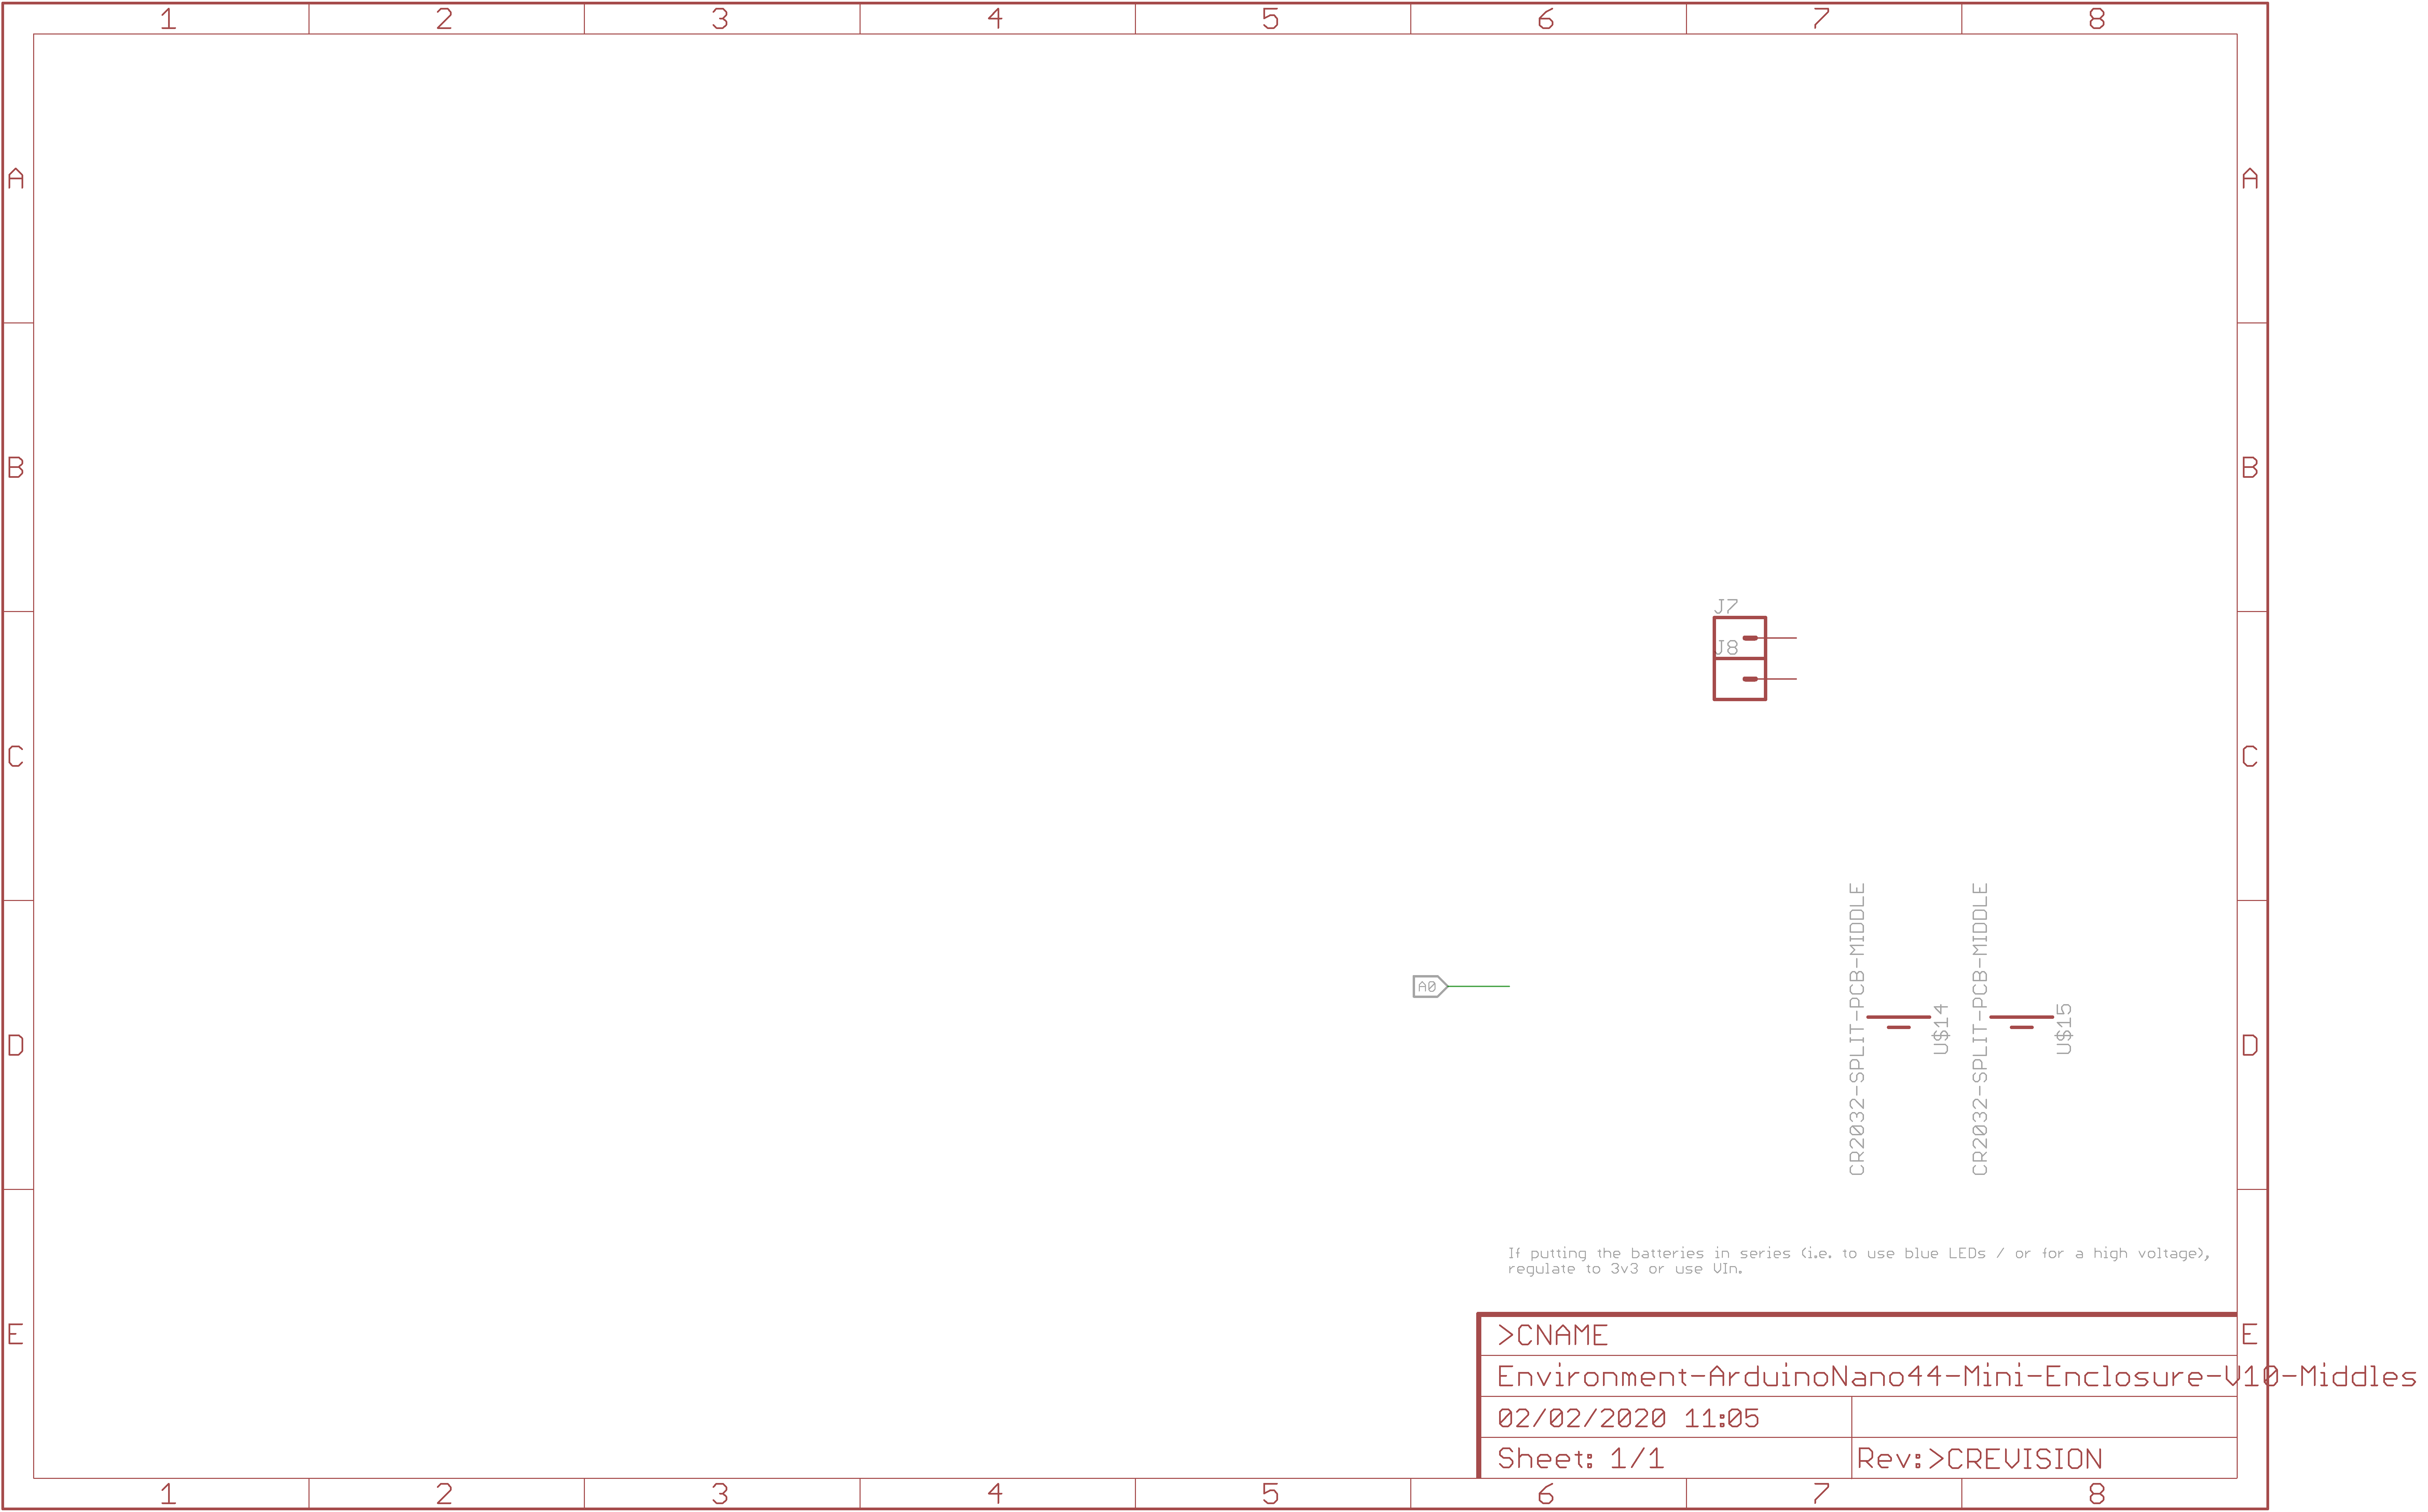 1 2 3 4 5 6 7 8
A A
B B
J7
J8
C C
CR2032-SPLIT-PCB-MIDDLE
U$14
CR2032-SPLIT-PCB-MIDDLE
U$15
A0
D D
If puting the batteries in series (i.e. to use blue LEDs / or for a high voltage),
regulate to 3v3 or use VIn.
E E
>CNAME
Environment-ArduinoNano44-Mini-Enclosure-V10-Middles
02/02/2020 11:05
Sheet: 1/1 Rev:>CREVISION
1 2 3 4 5 6 7 8